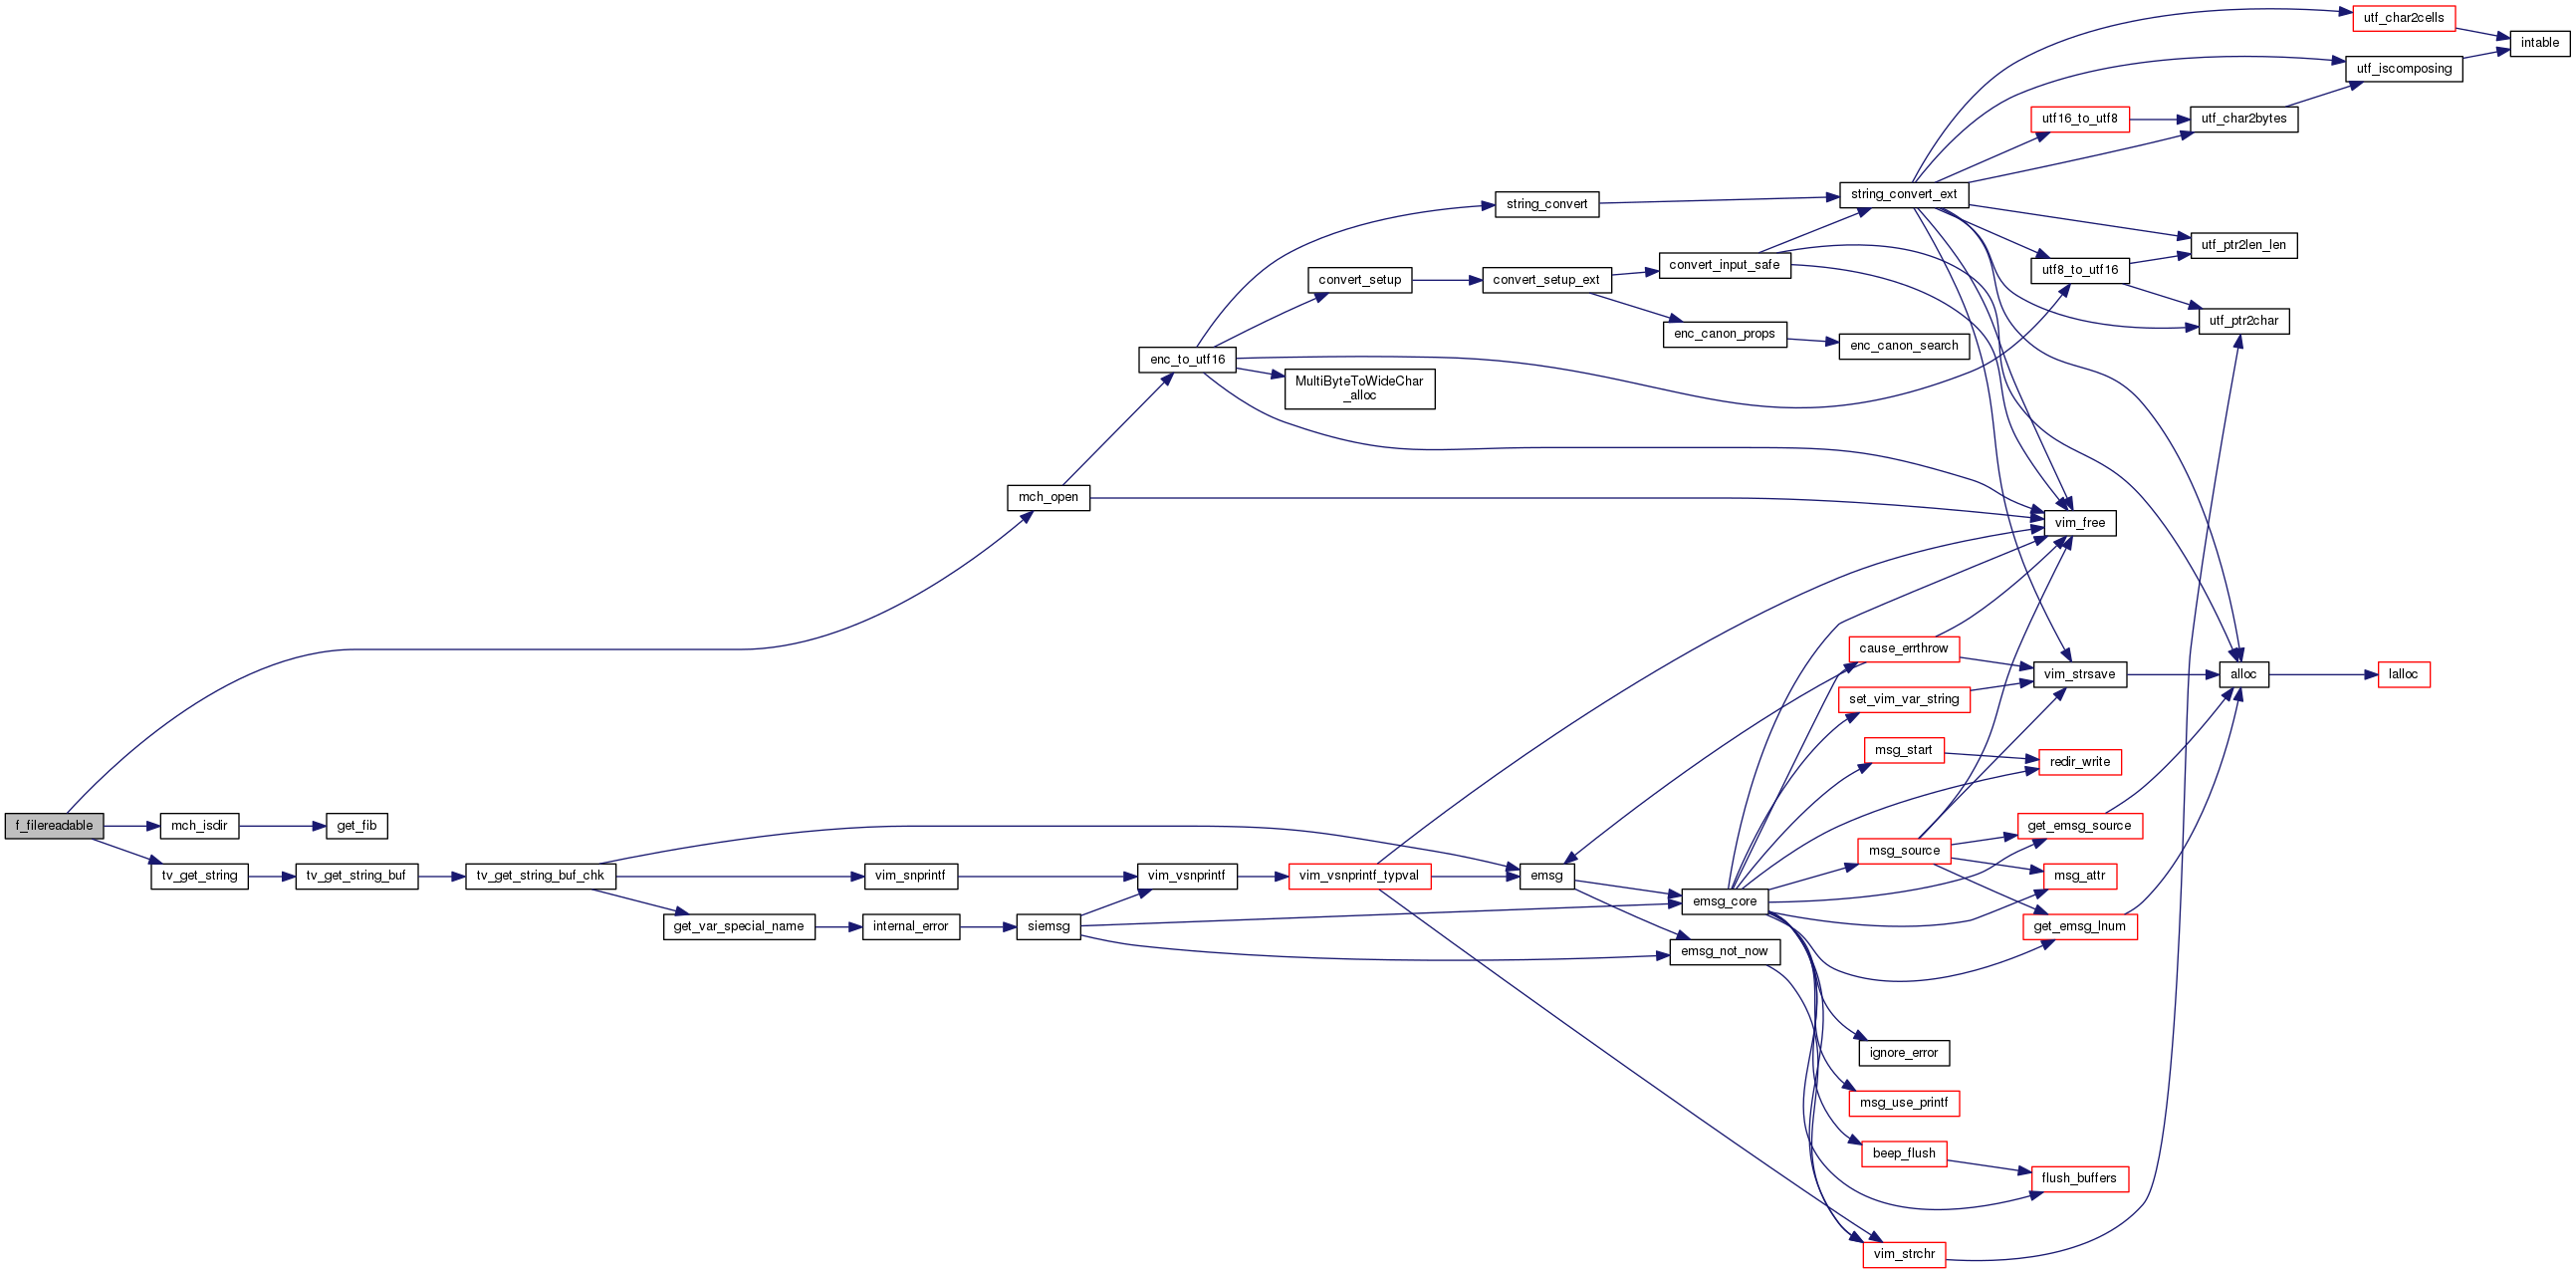 utf_char2cells
intable
utf_iscomposing
utf16_to_utf8
utf_char2bytes
string_convert_ext
string_convert
utf_ptr2len_len
convert_input_safe
utf8_to_utf16
convert_setup
convert_setup_ext
utf_ptr2char
enc_canon_props
enc_canon_search
enc_to_utf16
MultiByteToWideChar
_alloc
mch_open
vim_free
cause_errthrow
vim_strsave
alloc
lalloc
set_vim_var_string
msg_start
redir_write
f_filereadable
mch_isdir
get_fib
get_emsg_source
msg_source
tv_get_string
tv_get_string_buf
tv_get_string_buf_chk
vim_snprintf
vim_vsnprintf
vim_vsnprintf_typval
emsg
msg_attr
emsg_core
get_var_special_name
internal_error
siemsg
get_emsg_lnum
emsg_not_now
ignore_error
msg_use_printf
beep_flush
flush_buffers
vim_strchr